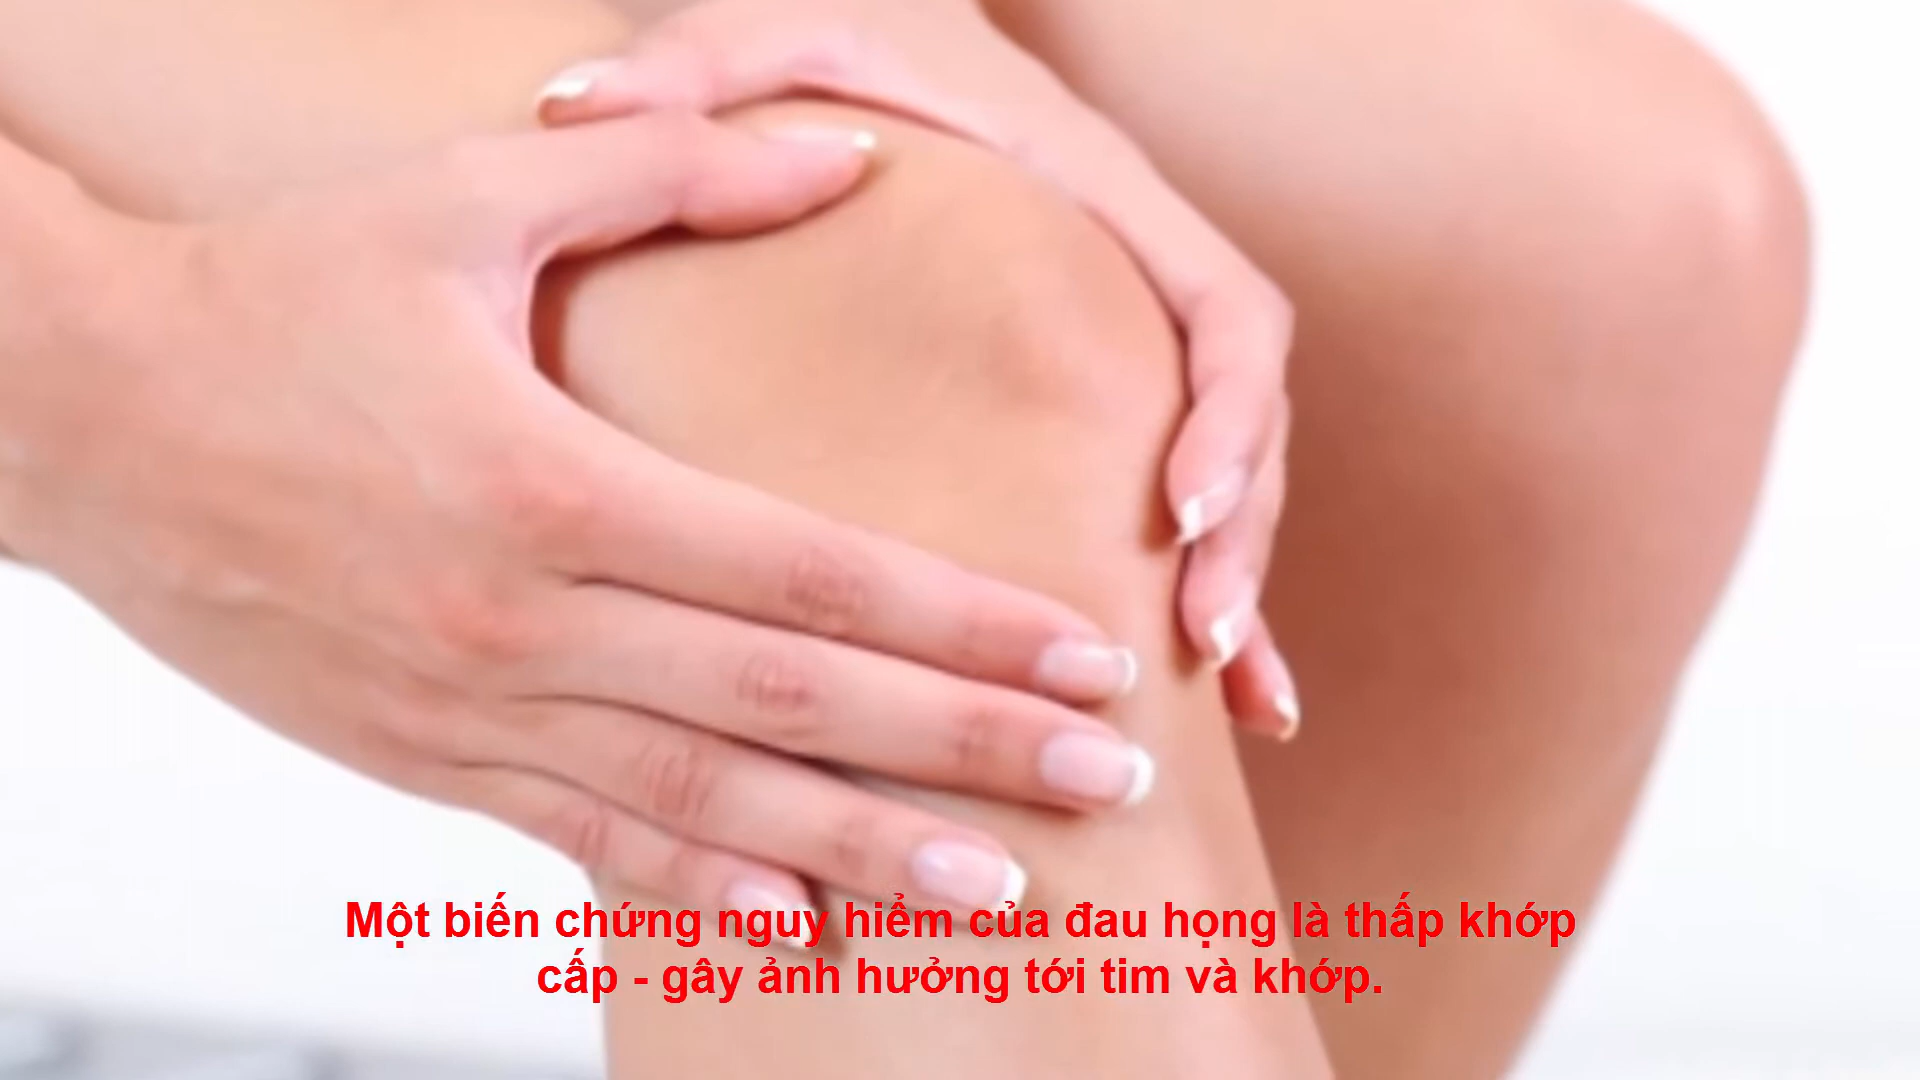 Một biến chứng nguy hiểm của đau họng là thấp khớp
cấp - gây ảnh hưởng tới tim và khớp.